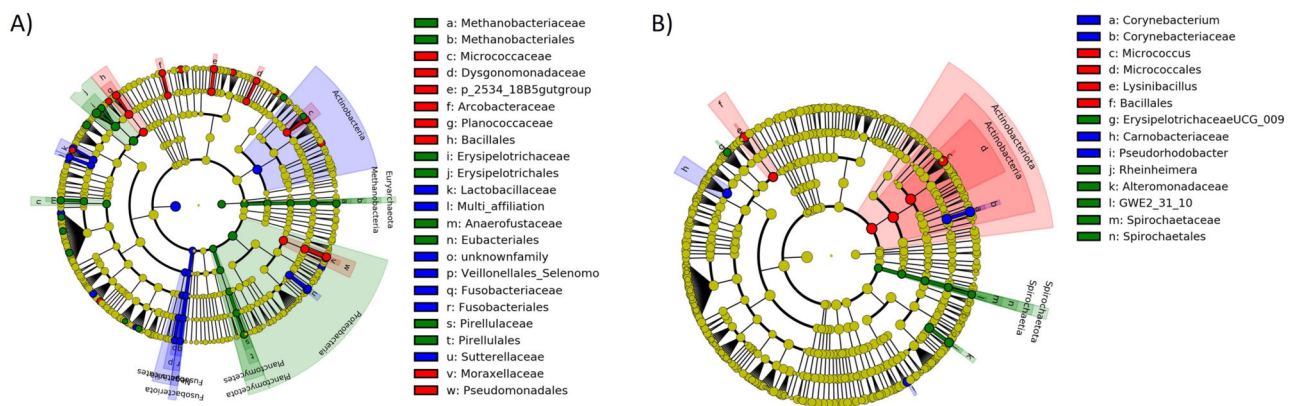 A)
a: Methanobacteriaceae
b: Methanobacteriales
c: Micrococcaceae
d: Dysgonomonadaceae
e: p_2534_18B5gutgroup
f: Arcobacteraceae
g: Planococcaceae
h: Bacillales
i: Erysipelotrichaceae
j: Erysipelotrichales
k: Lactobacillaceae
l: Multi_affiliation
m: Anaerofustaceae
n: Eubacteriales
o: unknownfamily
p: Veillonellales_Selenomo
q: Fusobacteriaceae
r: Fusobacteriales
s: Pirellulaceae
t: Pirellulales
u: Sutterellaceae
v: Moraxellaceae
w: Pseudomonadales
Actinobacteria
Euryarchaeota
Methanobacteria
Proteobacteria
Planctomycetota
Planctomycetes
Fusobacteriota
B)
a: Corynebacterium
b: Corynebacteriaceae
c: Micrococcus
d: Micrococcales
e: Lysinibacillus
f: Bacillales
g: ErysipelotrichaceaeUCG_009
h: Carnobacteriaceae
i: Pseudorhodobacter
j: Rheinheimera
k: Alteromonadaceae
l: GWE2_31_10
m: Spirochaetaceae
n: Spirochaetales
Actinobacteriota
Actinobacteria
Spirochaetota
Spirochaetia